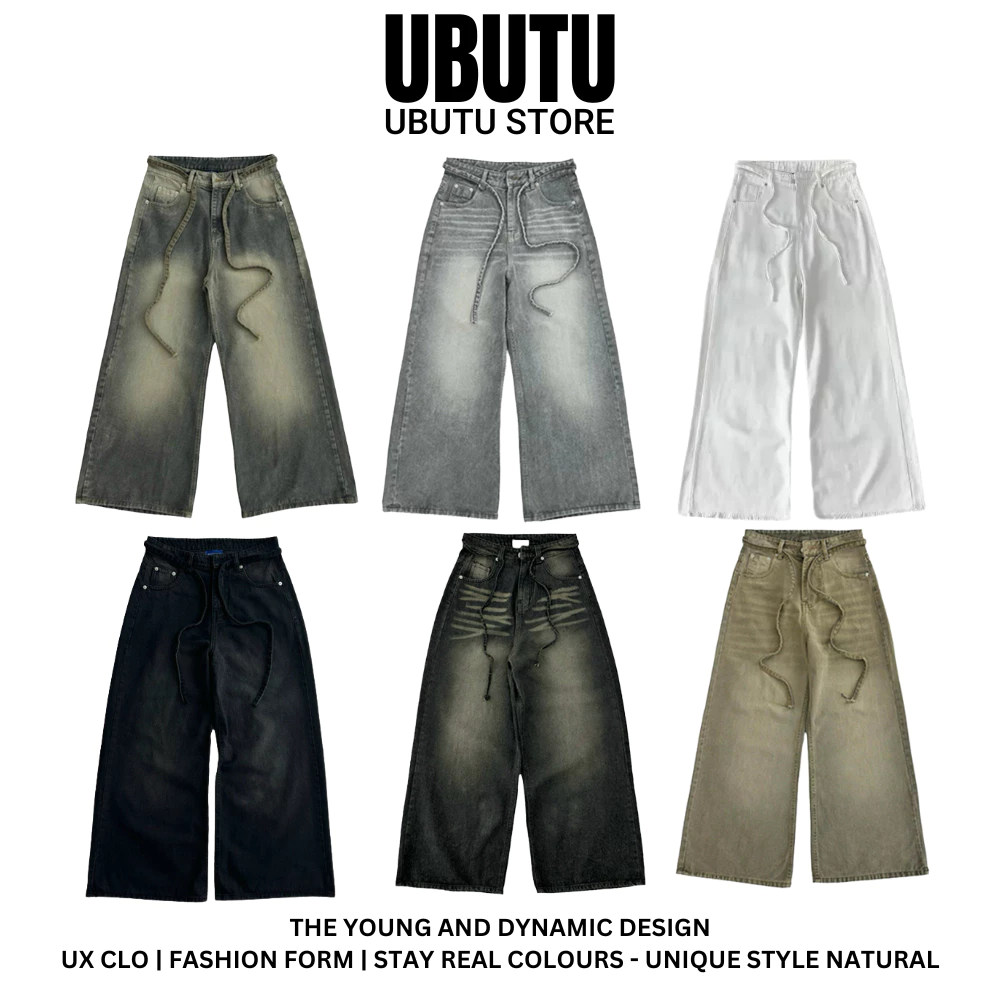 UBUTU
UBUTU STORE
THE YOUNG AND DYNAMIC DESIGN
UX CLO | FASHION FORM | STAY REAL COLOURS - UNIQUE STYLE NATURAL